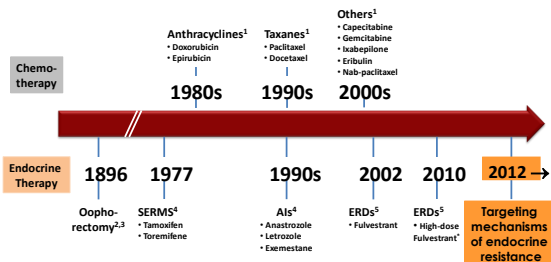 Others¹
• Capecitabine
• Gemcitabine
• Ixabepilone
• Eribulin
• Nab-paclitaxel
Anthracyclines¹
• Doxorubicin
• Epirubicin
Taxanes¹
• Paclitaxel
• Docetaxel
Chemo-
therapy
1980s 1990s 2000s
Endocrine
Therapy
1896 1977 1990s 2002 2010 2012 →
Oopho-
rectomy²,³
SERMS⁴
• Tamoxifen
• Toremifene
AIs⁴
• Anastrozole
• Letrozole
• Exemestane
ERDs⁵
• Fulvestrant
ERDs⁵
• High-dose
Fulvestrant*
Targeting
mechanisms
of endocrine
resistance